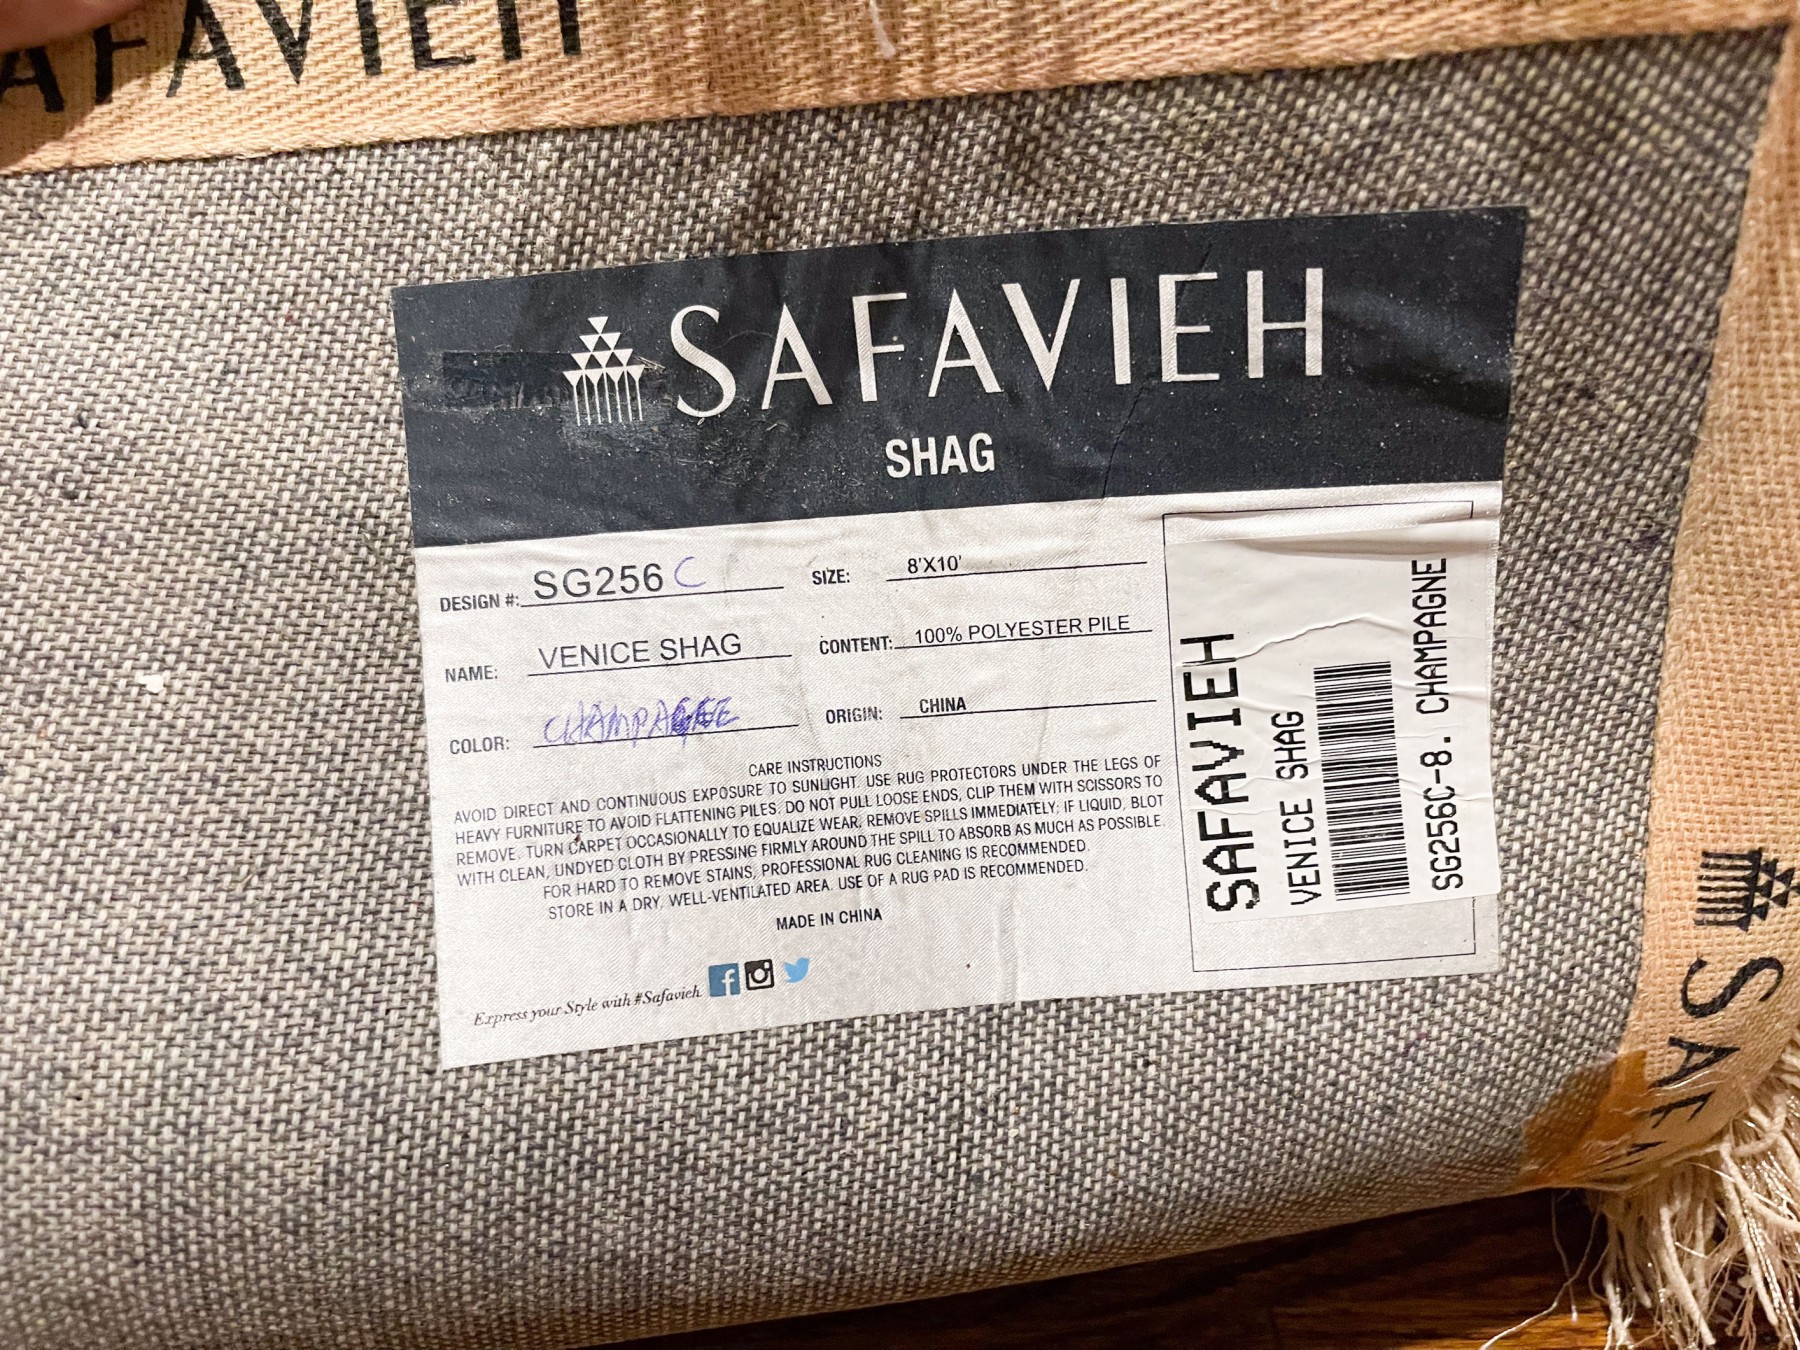 AFAVIEH
SAFAVIEH
SHAG
DESIGN #: SG256 C
SIZE: 8'X10'
NAME: VENICE SHAG
CONTENT: 100% POLYESTER PILE
COLOR: CHAMPAGEE
ORIGIN: CHINA
CARE INSTRUCTIONS
AVOID DIRECT AND CONTINUOUS EXPOSURE TO SUNLIGHT. USE RUG PROTECTORS UNDER THE LEGS OF
HEAVY FURNITURE TO AVOID FLATTENING PILES. DO NOT PULL LOOSE ENDS, CLIP THEM WITH SCISSORS TO
REMOVE. TURN CARPET OCCASIONALLY TO EQUALIZE WEAR. REMOVE SPILLS IMMEDIATELY; IF LIQUID, BLOT
WITH CLEAN, UNDYED CLOTH BY PRESSING FIRMLY AROUND THE SPILL TO ABSORB AS MUCH AS POSSIBLE.
FOR HARD TO REMOVE STAINS, PROFESSIONAL RUG CLEANING IS RECOMMENDED.
STORE IN A DRY, WELL-VENTILATED AREA. USE OF A RUG PAD IS RECOMMENDED.
MADE IN CHINA
Express your Style with #Safavieh
SAFAVIEH
VENICE SHAG
SG256C-8. CHAMPAGNE
SAFA